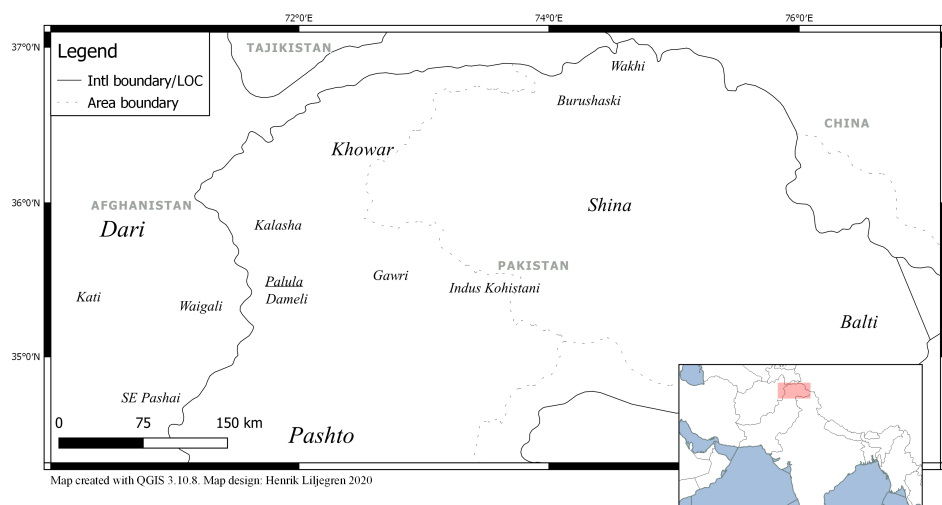 72°0'E 74°0'E 76°0'E
37°0'N
Legend
Intl boundary/LOC
Area boundary
TAJIKISTAN
Wakhi
Burushaski
CHINA
Khowar
36°0'N
AFGHANISTAN
Shina
Dari
Kalasha
PAKISTAN
Gawri
Palula
Indus Kohistani
Kati
Dameli
Waigali
Balti
35°0'N
SE Pashai
0 75 150 km
Pashto
Map created with QGIS 3.10.8. Map design: Henrik Liljegren 2020